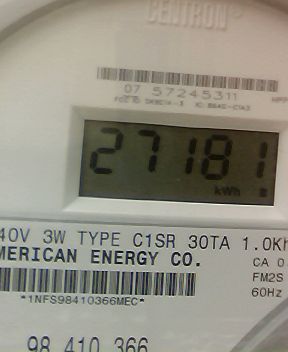 CENTRON®
07 57245311
27181
kWh
40V 3W TYPE C1SR 30TA 1.0Kh
MERICAN ENERGY CO.
CA 0
FM2S
60Hz
*1NFS98410366MEC*
98 410 366